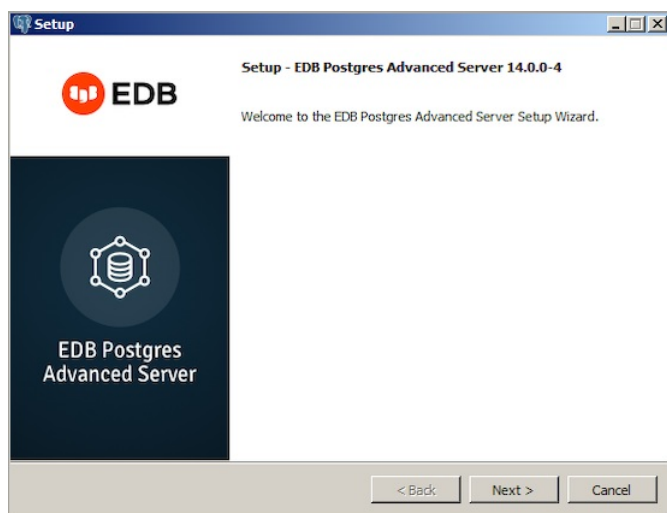 Setup
EDB
Setup - EDB Postgres Advanced Server 14.0.0-4
Welcome to the EDB Postgres Advanced Server Setup Wizard.
EDB Postgres
Advanced Server
< Back
Next >
Cancel